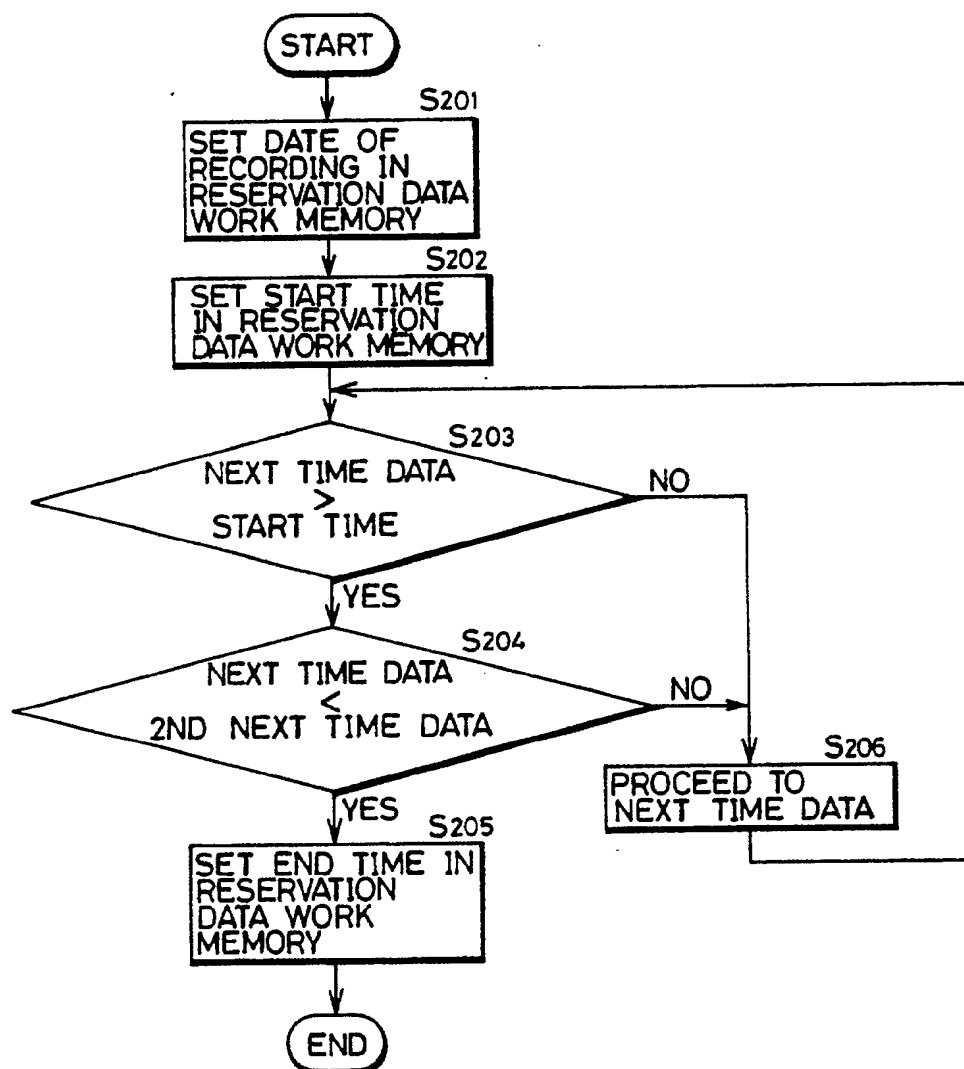 START
S201
SET DATE OF
RECORDING IN
RESERVATION DATA
WORK MEMORY
S202
SET START TIME
IN RESERVATION
DATA WORK MEMORY
S203
NEXT TIME DATA
>
START TIME
NO
YES
S204
NEXT TIME DATA
<
2ND NEXT TIME DATA
NO
YES
S206
PROCEED TO
NEXT TIME DATA
S205
SET END TIME IN
RESERVATION
DATA WORK
MEMORY
END